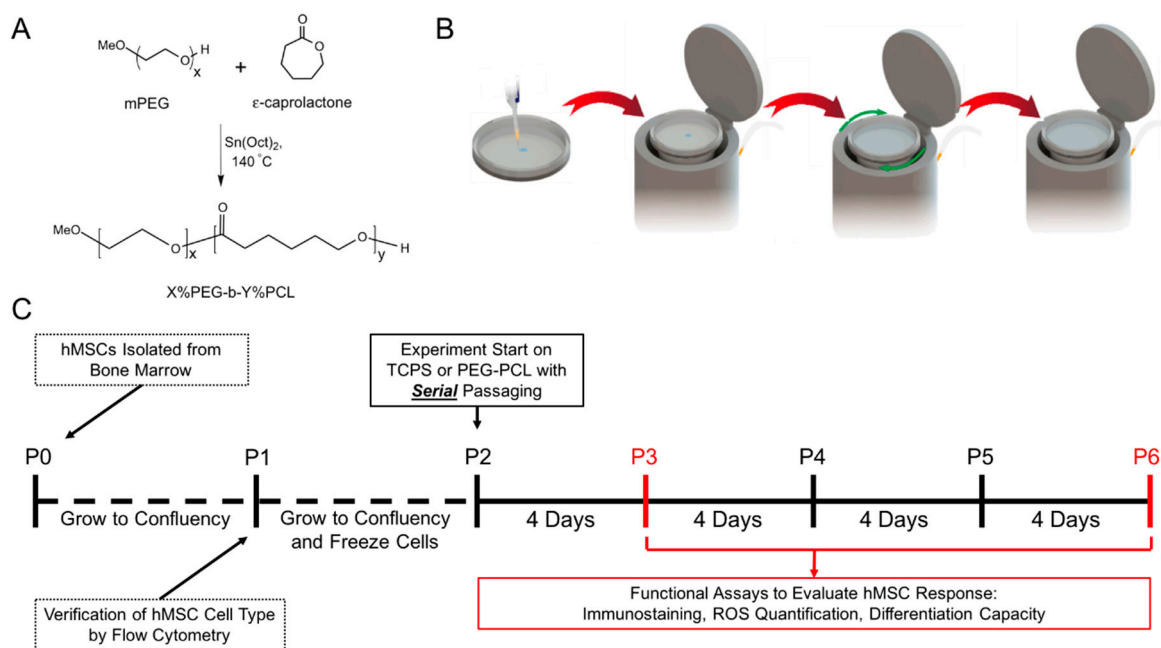 A
MeO
O
H
x
mPEG
+
O
O
ε-caprolactone
Sn(Oct)2,
140 °C
MeO
O
x
O
O
y
H
X%PEG-b-Y%PCL
B
C
hMSCs Isolated from
Bone Marrow
Experiment Start on
TCPS or PEG-PCL with
Serial Passaging
P0
P1
P2
P3
P4
P5
P6
Grow to Confluency
Grow to Confluency
and Freeze Cells
4 Days
4 Days
4 Days
4 Days
Verification of hMSC Cell Type
by Flow Cytometry
Functional Assays to Evaluate hMSC Response:
Immunostaining, ROS Quantification, Differentiation Capacity